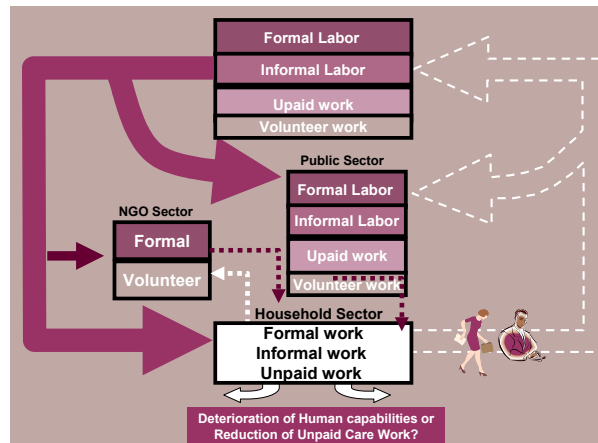 Formal Labor
Informal Labor
Upaid work
Volunteer work
Public Sector
Formal Labor
Informal Labor
Upaid work
Volunteer work
NGO Sector
Formal
Volunteer
Household Sector
Formal work
Informal work
Unpaid work
Deterioration of Human capabilities or
Reduction of Unpaid Care Work?